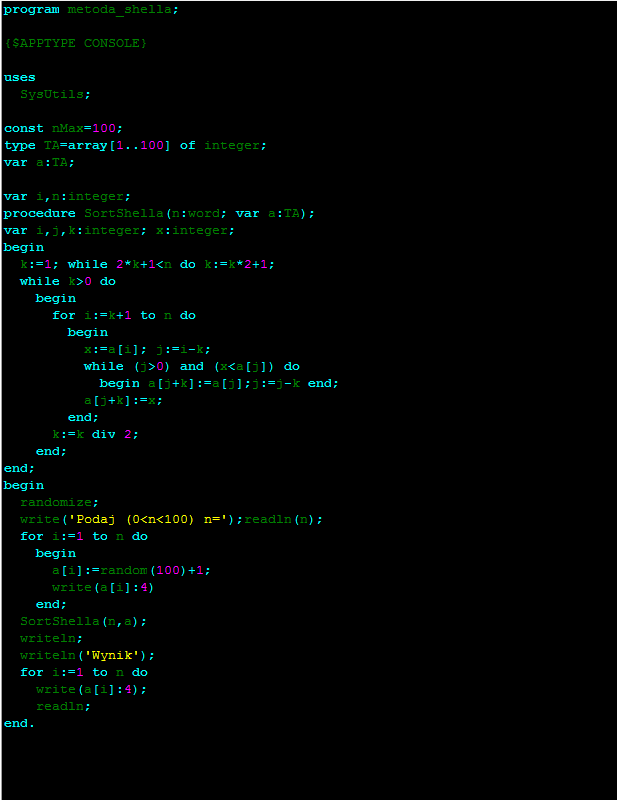 program metoda_shella;
{$APPTYPE CONSOLE}
uses
  SysUtils;
const nMax=100;
type TA=array[1..100] of integer;
var a:TA;
var i,n:integer;
procedure SortShella(n:word; var a:TA);
var i,j,k:integer; x:integer;
begin
  k:=1; while 2*k+1<n do k:=k*2+1;
  while k>0 do
    begin
      for i:=k+1 to n do
        begin
          x:=a[i]; j:=i-k;
          while (j>0) and (x<a[j]) do
            begin a[j+k]:=a[j];j:=j-k end;
          a[j+k]:=x;
        end;
      k:=k div 2;
    end;
end;
begin
  randomize;
  write('Podaj (0<n<100) n=');readln(n);
  for i:=1 to n do
    begin
      a[i]:=random(100)+1;
      write(a[i]:4)
    end;
  SortShella(n,a);
  writeln;
  writeln('Wynik');
  for i:=1 to n do
    write(a[i]:4);
    readln;
end.